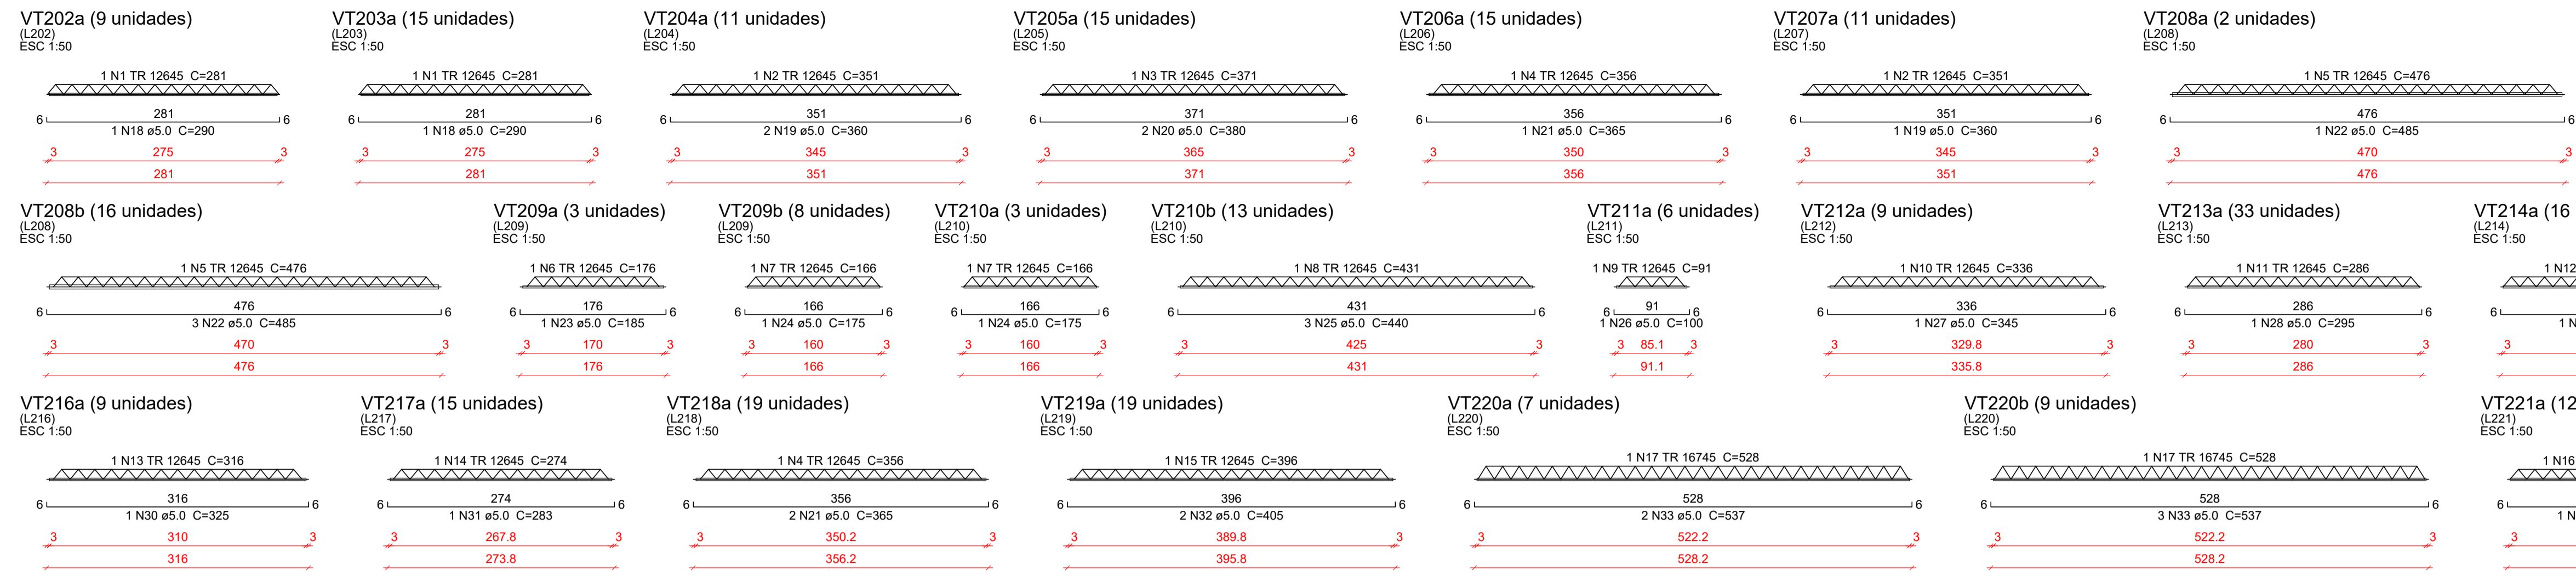 VT202a (9 unidades)
(L202)
ESC 1:50
1 N1 TR 12645 C=281
281
6
6
1 N18 ø5.0 C=290
3
275
3
281
VT203a (15 unidades)
(L203)
ESC 1:50
1 N1 TR 12645 C=281
281
6
6
1 N18 ø5.0 C=290
3
275
3
281
VT204a (11 unidades)
(L204)
ESC 1:50
1 N2 TR 12645 C=351
351
6
6
2 N19 ø5.0 C=360
3
345
3
351
VT205a (15 unidades)
(L205)
ESC 1:50
1 N3 TR 12645 C=371
371
6
6
2 N20 ø5.0 C=380
3
365
3
371
VT206a (15 unidades)
(L206)
ESC 1:50
1 N4 TR 12645 C=356
356
6
6
1 N21 ø5.0 C=365
3
350
3
356
VT207a (11 unidades)
(L207)
ESC 1:50
1 N2 TR 12645 C=351
351
6
6
1 N19 ø5.0 C=360
3
345
3
351
VT208a (2 unidades)
(L208)
ESC 1:50
1 N5 TR 12645 C=476
476
6
6
1 N22 ø5.0 C=485
3
470
3
476
VT208b (16 unidades)
(L208)
ESC 1:50
1 N5 TR 12645 C=476
476
6
6
3 N22 ø5.0 C=485
3
470
3
476
VT209a (3 unidades)
(L209)
ESC 1:50
1 N6 TR 12645 C=176
176
6
6
1 N23 ø5.0 C=185
3
170
3
176
VT209b (8 unidades)
(L209)
ESC 1:50
1 N7 TR 12645 C=166
166
6
6
1 N24 ø5.0 C=175
3
160
3
166
VT210a (3 unidades)
(L210)
ESC 1:50
1 N7 TR 12645 C=166
166
6
6
1 N24 ø5.0 C=175
3
160
3
166
VT210b (13 unidades)
(L210)
ESC 1:50
1 N8 TR 12645 C=431
431
6
6
3 N25 ø5.0 C=440
3
425
3
431
VT211a (6 unidades)
(L211)
ESC 1:50
1 N9 TR 12645 C=91
91
6
6
1 N26 ø5.0 C=100
3
85.1
3
91.1
VT212a (9 unidades)
(L212)
ESC 1:50
1 N10 TR 12645 C=336
336
6
6
1 N27 ø5.0 C=345
3
329.8
3
335.8
VT213a (33 unidades)
(L213)
ESC 1:50
1 N11 TR 12645 C=286
286
6
6
1 N28 ø5.0 C=295
3
280
3
286
VT214a (16
(L214)
ESC 1:50
1 N12
6
1 N
3
VT216a (9 unidades)
(L216)
ESC 1:50
1 N13 TR 12645 C=316
316
6
6
1 N30 ø5.0 C=325
3
310
3
316
VT217a (15 unidades)
(L217)
ESC 1:50
1 N14 TR 12645 C=274
274
6
6
1 N31 ø5.0 C=283
3
267.8
3
273.8
VT218a (19 unidades)
(L218)
ESC 1:50
1 N4 TR 12645 C=356
356
6
6
2 N21 ø5.0 C=365
3
350.2
3
356.2
VT219a (19 unidades)
(L219)
ESC 1:50
1 N15 TR 12645 C=396
396
6
6
2 N32 ø5.0 C=405
3
389.8
3
395.8
VT220a (7 unidades)
(L220)
ESC 1:50
1 N17 TR 16745 C=528
528
6
6
2 N33 ø5.0 C=537
3
522.2
3
528.2
VT220b (9 unidades)
(L220)
ESC 1:50
1 N17 TR 16745 C=528
528
6
6
3 N33 ø5.0 C=537
3
522.2
3
528.2
VT221a (12
(L221)
ESC 1:50
1 N16
6
1 N
3